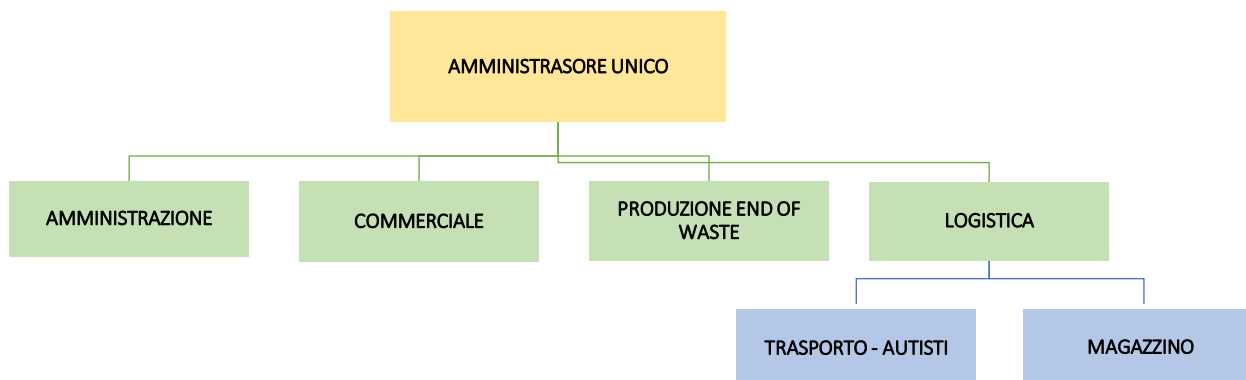 AMMINISTRASORE UNICO
AMMINISTRAZIONE
COMMERCIALE
PRODUZIONE END OF
WASTE
LOGISTICA
TRASPORTO - AUTISTI
MAGAZZINO